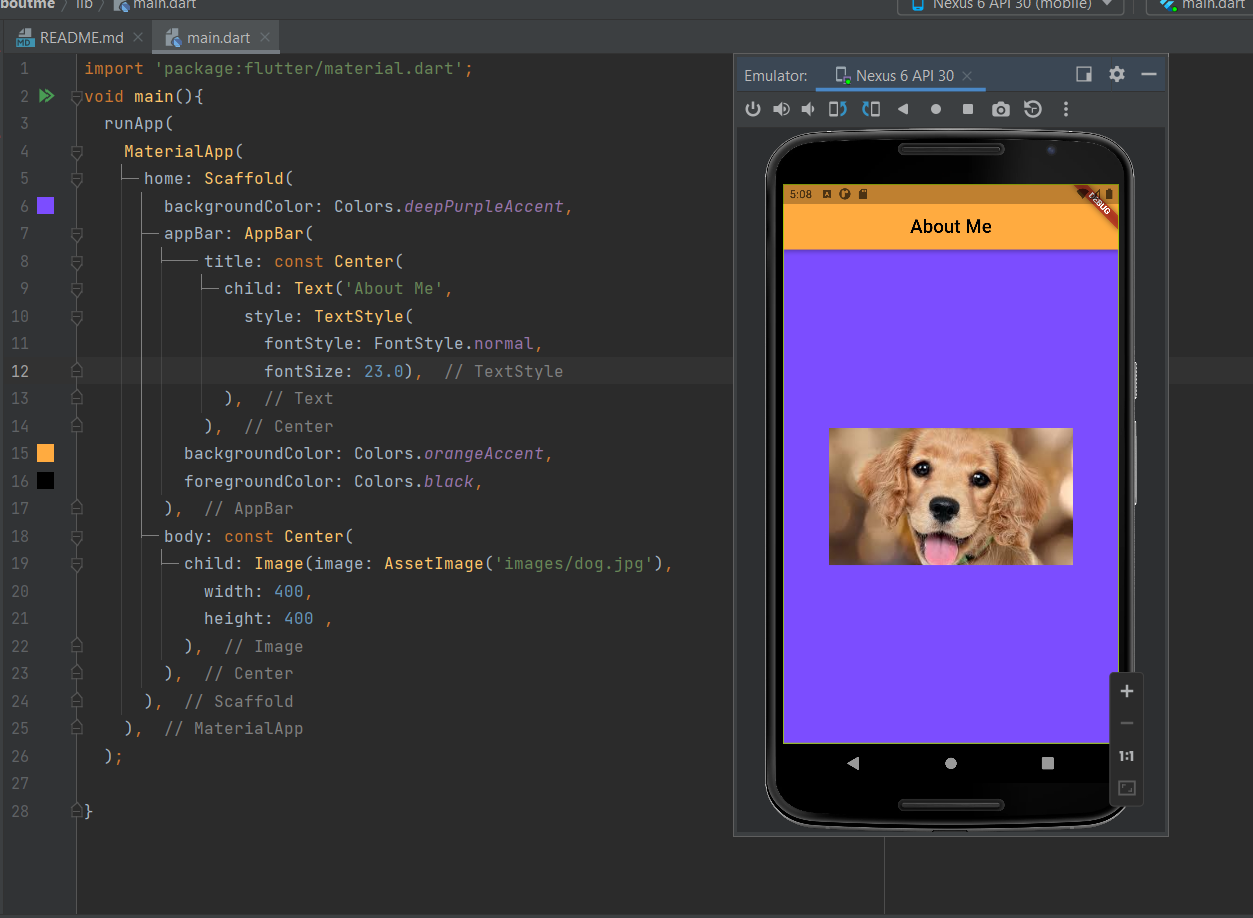 boutme lib main.dart
Nexus 6 API 30 (mobile) main.dart
README.md main.dart
1 import 'package:flutter/material.dart';
2 void main(){
3 runApp(
4 MaterialApp(
5 home: Scaffold(
6 backgroundColor: Colors.deepPurpleAccent,
7 appBar: AppBar(
8 title: const Center(
9 child: Text('About Me',
10 style: TextStyle(
11 fontStyle: FontStyle.normal,
12 fontSize: 23.0), // TextStyle
13 ), // Text
14 ), // Center
15 backgroundColor: Colors.orangeAccent,
16 foregroundColor: Colors.black,
17 ), // AppBar
18 body: const Center(
19 child: Image(image: AssetImage('images/dog.jpg'),
20 width: 400,
21 height: 400 ,
22 ), // Image
23 ), // Center
24 ), // Scaffold
25 ), // MaterialApp
26 );
27
28 }
Emulator: Nexus 6 API 30
5:08
DEBUG
About Me
1:1